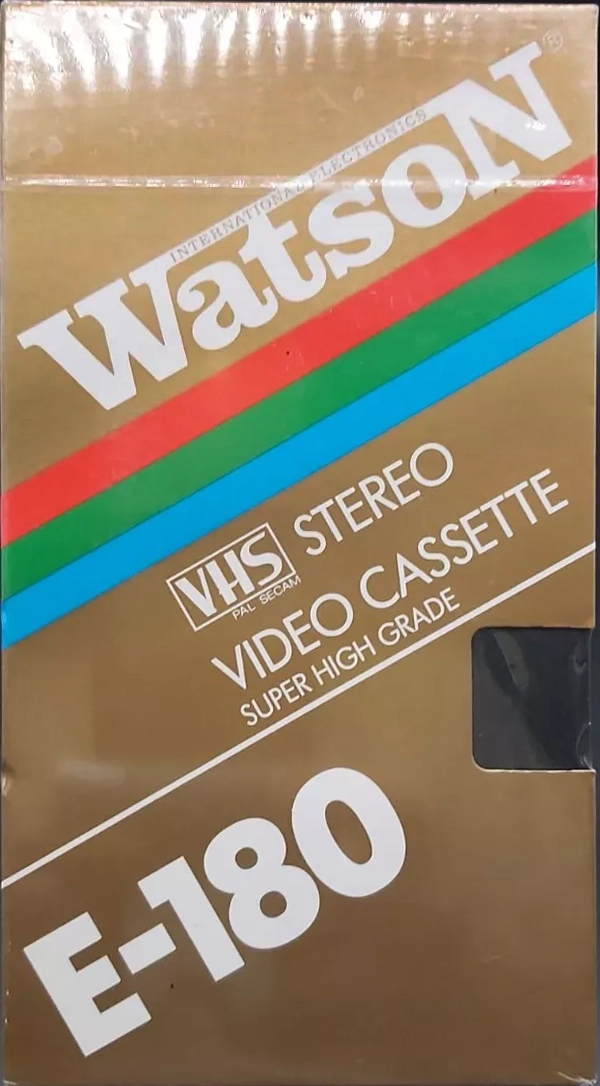 INTERNATIONAL ELECTRONICS ®
WatsoN
VHS STEREO
PAL SECAM
VIDEO CASSETTE
SUPER HIGH GRADE
E-180